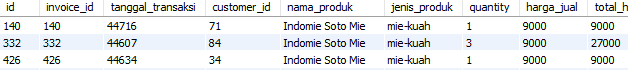 id invoice_id tanggal_transaksi customer_id nama_produk jenis_produk quantity harga_jual total_h
140 140 44716 71 Indomie Soto Mie mie-kuah 1 9000 9000
332 332 44607 84 Indomie Soto Mie mie-kuah 3 9000 27000
426 426 44634 34 Indomie Soto Mie mie-kuah 1 9000 9000